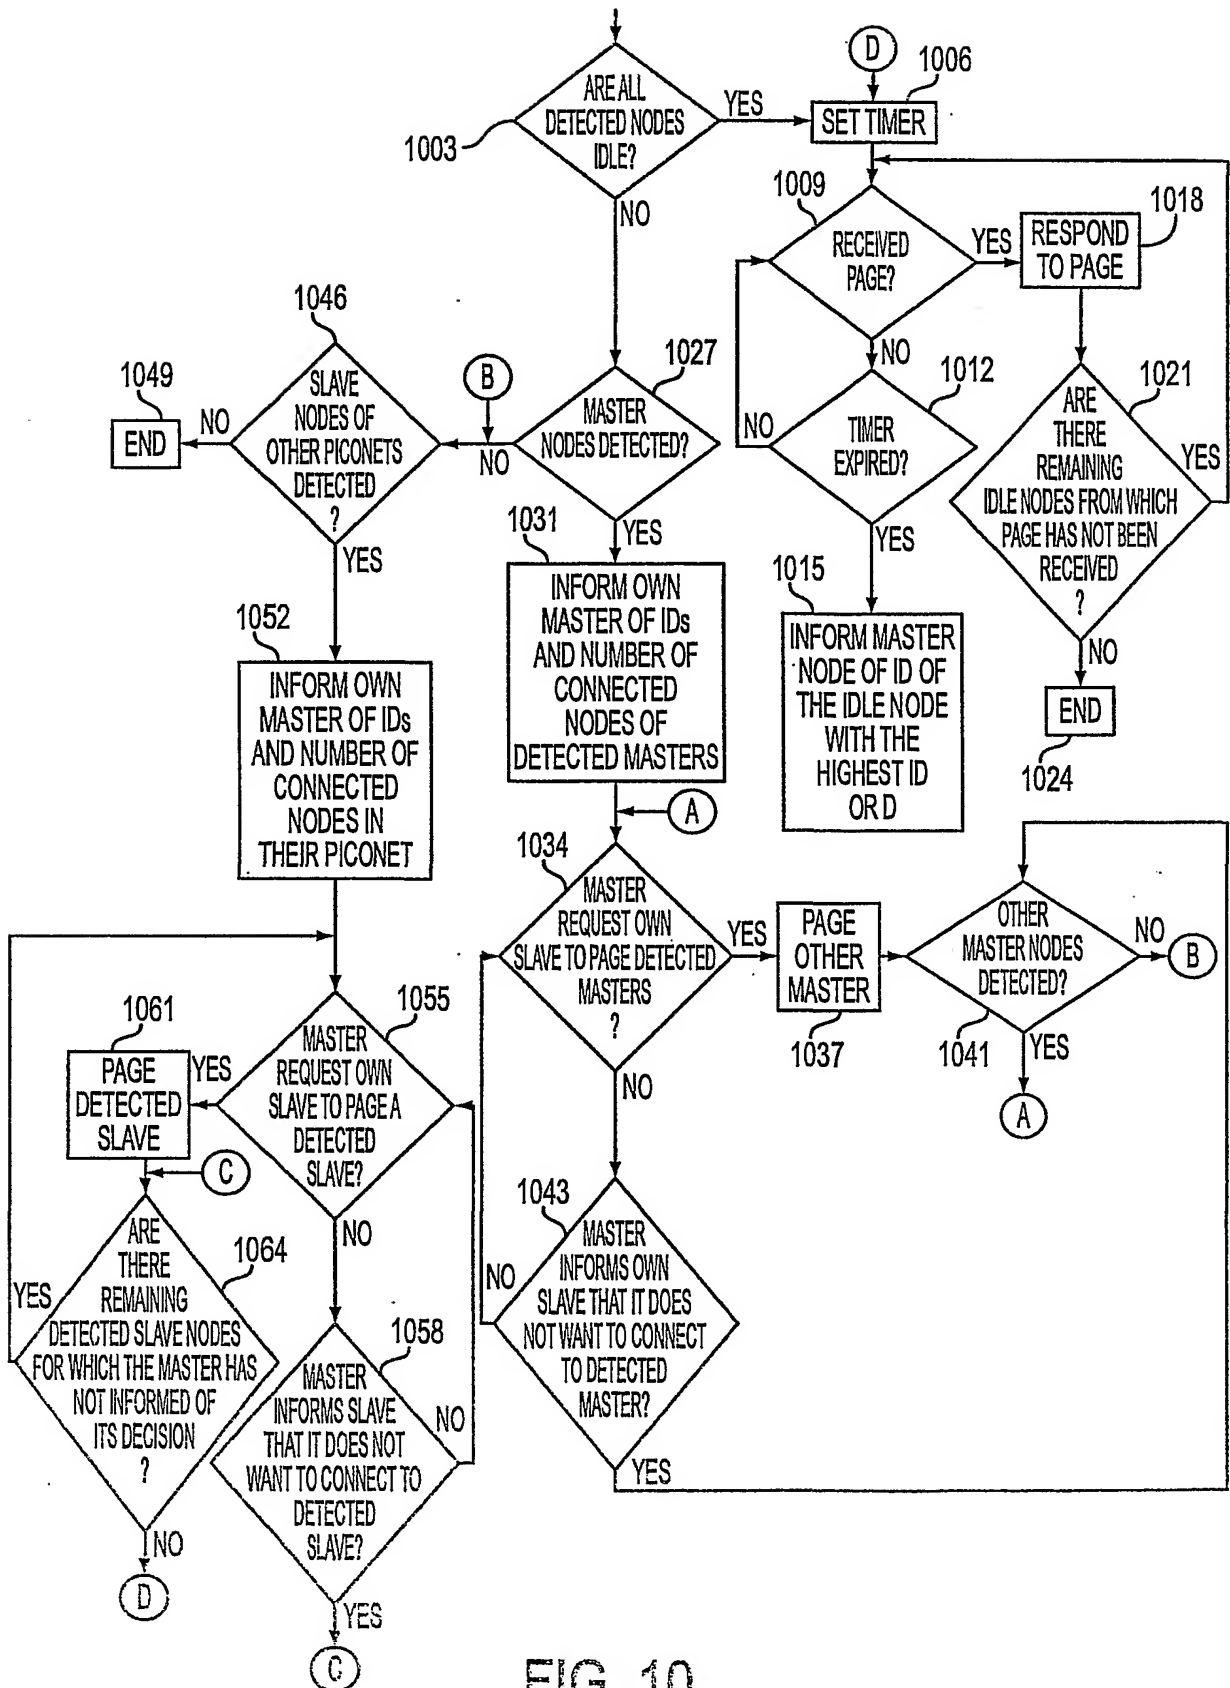 ARE ALL
DETECTED NODES
IDLE?
1003
YES
NO
D
1006
SET TIMER
1009
RECEIVED
PAGE?
YES
NO
1018
RESPOND
TO PAGE
1012
TIMER
EXPIRED?
NO
YES
1021
ARE
THERE
REMAINING
IDLE NODES FROM WHICH
PAGE HAS NOT BEEN
RECEIVED
?
YES
NO
END
1024
1015
INFORM MASTER
NODE OF ID OF
THE IDLE NODE
WITH THE
HIGHEST ID
OR D
1027
MASTER
NODES DETECTED?
NO
YES
B
1046
SLAVE
NODES OF
OTHER PICONETS
DETECTED
?
NO
YES
1049
END
1031
INFORM OWN
MASTER OF IDs
AND NUMBER OF
CONNECTED
NODES OF
DETECTED MASTERS
A
1052
INFORM OWN
MASTER OF IDs
AND NUMBER OF
CONNECTED
NODES IN
THEIR PICONET
1034
MASTER
REQUEST OWN
SLAVE TO PAGE DETECTED
MASTERS
?
YES
NO
PAGE
OTHER
MASTER
1037
OTHER
MASTER NODES
DETECTED?
1041
NO
B
YES
A
1055
MASTER
REQUEST OWN
SLAVE TO PAGE A
DETECTED
SLAVE?
YES
NO
1061
PAGE
DETECTED
SLAVE
C
1043
MASTER
INFORMS OWN
SLAVE THAT IT DOES
NOT WANT TO CONNECT
TO DETECTED
MASTER?
NO
YES
1064
ARE
THERE
REMAINING
DETECTED SLAVE NODES
FOR WHICH THE MASTER HAS
NOT INFORMED OF
ITS DECISION
?
YES
NO
D
1058
MASTER
INFORMS SLAVE
THAT IT DOES NOT
WANT TO CONNECT TO
DETECTED
SLAVE?
NO
YES
C
FIG. 10